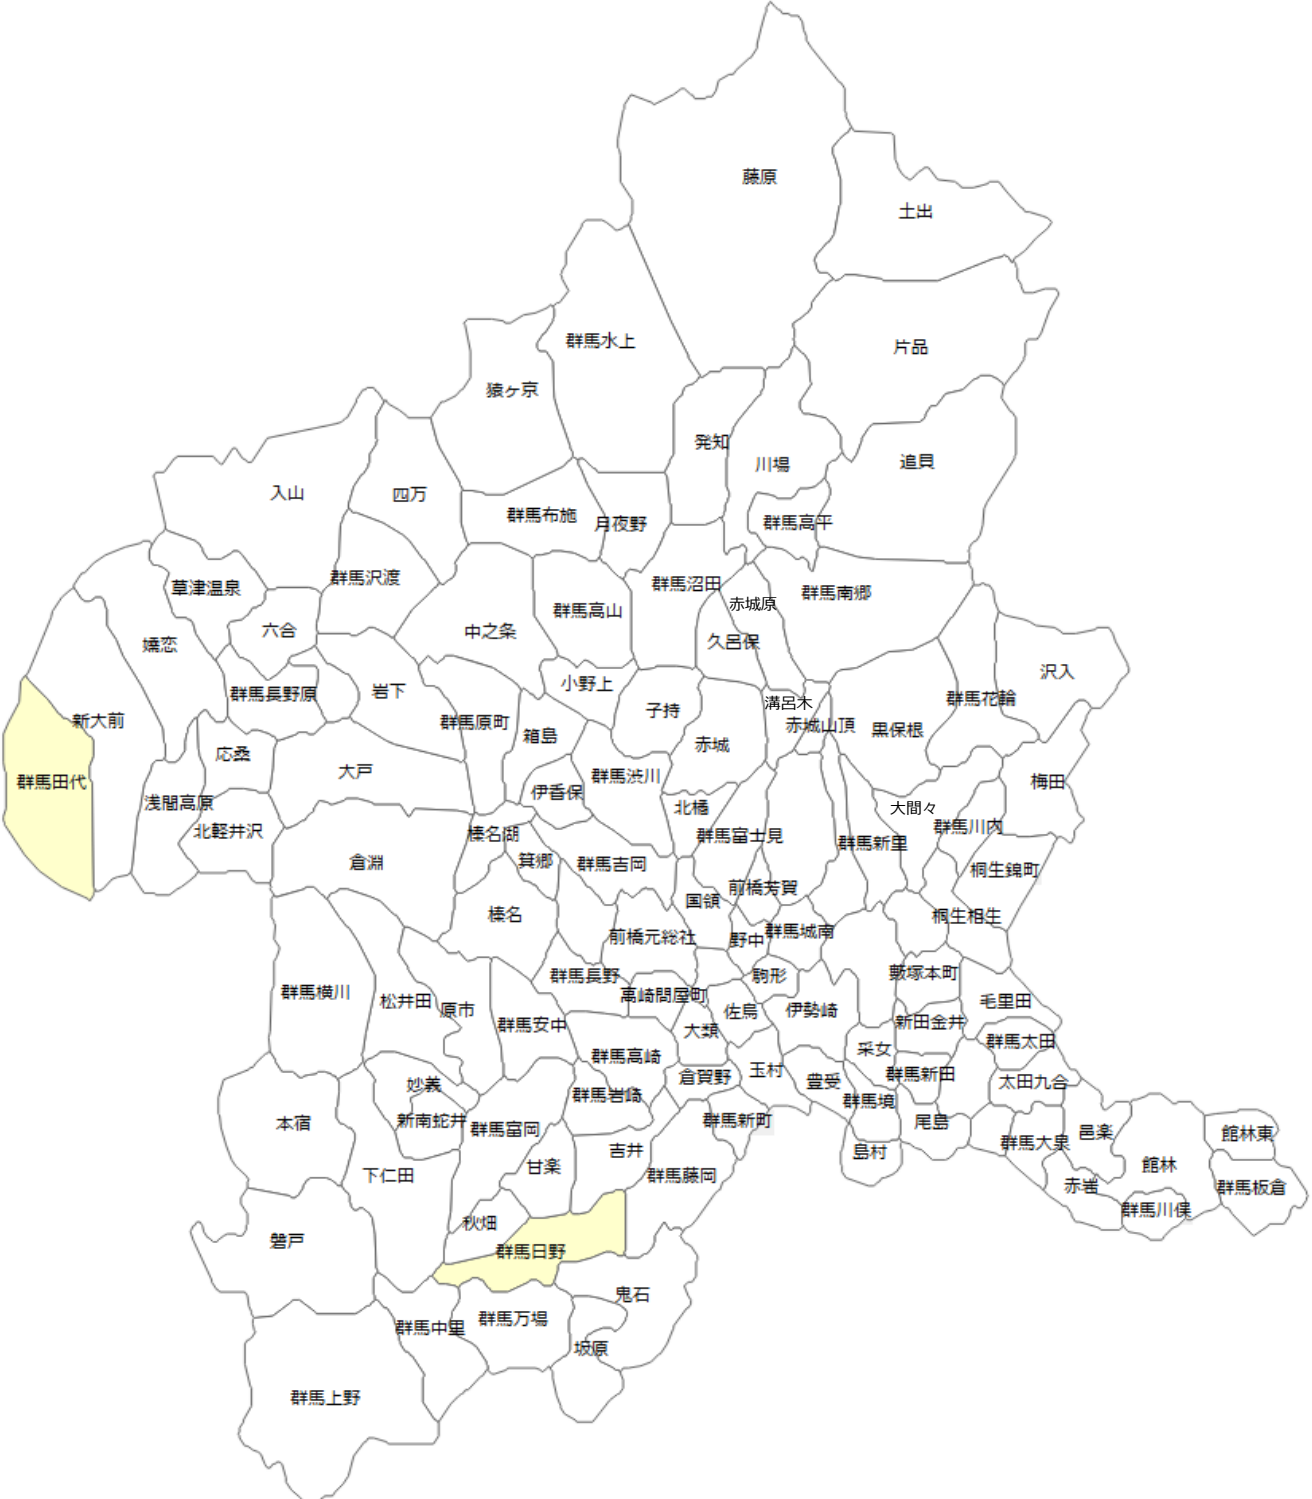 藤原
土出
群馬水上
片品
猿ヶ京
発知
川場
追貝
入山
四万
群馬布施
月夜野
群馬高平
群馬沢渡
草津温泉
群馬沼田
群馬南郷
赤城原
群馬高山
六合
中之条
久呂保
嬬恋
沢入
小野上
岩下
群馬長野原
群馬花輪
溝呂木
子持
新大前
群馬原町
赤城山頂
黒保根
箱島
赤城
応桑
大戸
群馬渋川
群馬田代
梅田
伊香保
浅間高原
北橘
大間々
北軽井沢
榛名湖
群馬富士見
群馬川内
群馬新里
倉淵
箕郷
群馬吉岡
桐生錦町
前橋芳賀
国領
榛名
桐生相生
前橋元総社
野中
群馬城南
群馬長野
駒形
藪塚本町
群馬横川
松井田
高崎問屋町
毛里田
原市
佐鳥
伊勢崎
群馬安中
大類
新田金井
群馬太田
采女
群馬高崎
玉村
倉賀野
豊受
群馬新田
太田九合
妙義
群馬岩崎
群馬境
新南蛇井
本宿
群馬富岡
群馬新町
尾島
邑楽
館林東
群馬大泉
吉井
島村
甘楽
館林
下仁田
群馬藤岡
赤岩
群馬板倉
群馬川俣
秋畑
磐戸
群馬日野
鬼石
群馬万場
群馬中里
坂原
群馬上野